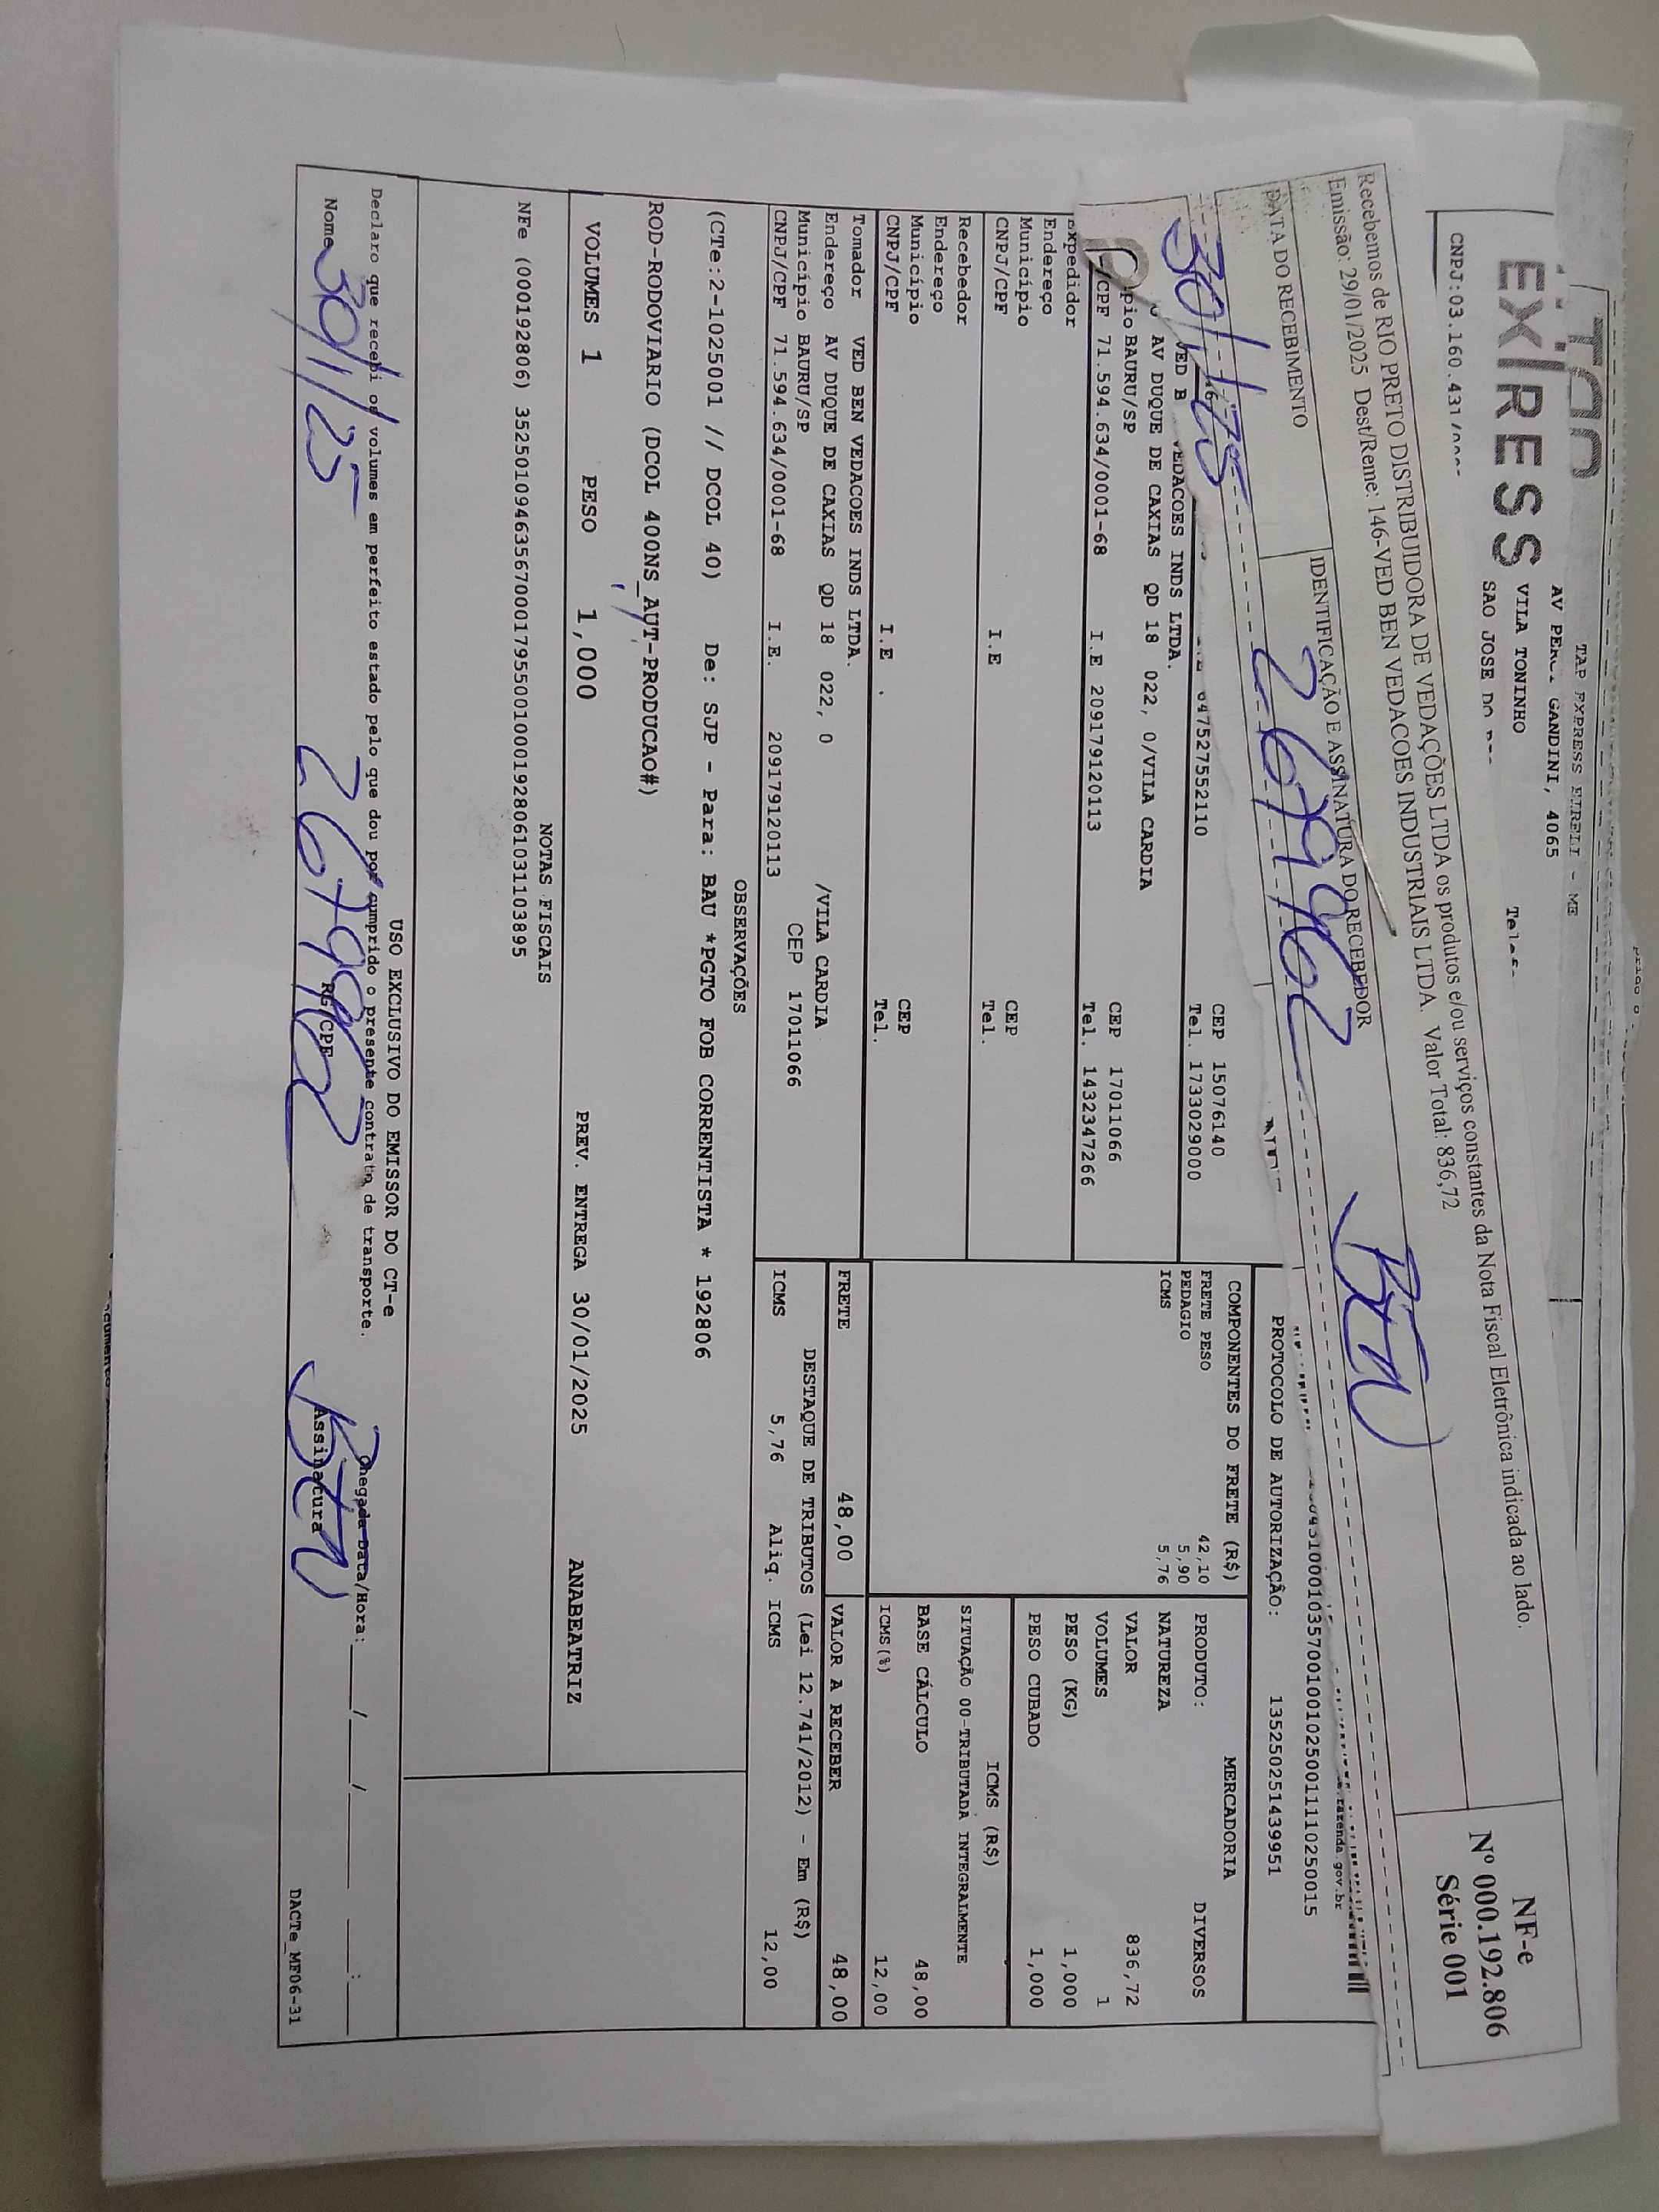 TAP EXPRESS EIRELI - ME
EXPRESS
GANDINI, 4065
VILA TONINHO
SAO JOSE DO
CNPJ:03.160.431
Recebemos de RIO PRETO DISTRIBUIDORA DE VEDAÇÕES LTDA os produtos e/ou serviços constantes da Nota Fiscal Eletrônica indicada ao lado.
Emissão: 29/01/2025 Dest/Reme: 146-VED BEN VEDACOES INDUSTRIAIS LTDA. Valor Total: 836,72
NF-e
Nº 000.192.806
Série 001
DATA DO RECEBIMENTO
IDENTIFICAÇÃO E ASSINATURA DO RECEBEDOR
30/1/25
fazenda.gov.br
PROTOCOLO DE AUTORIZAÇÃO: 135250251439951
647527552110
CEP 15076140
Tel. 1733029000
VEDACOES INDS LTDA.
AV DUQUE DE CAXIAS QD 18 022, 0/VILA CARDIA
BAURU/SP
CEP 17011066
/CPF 71.594.634/0001-68 I.E 209179120113 Tel. 1432347266
Expedidor
Endereço
Município CEP
CNPJ/CPF I.E Tel.
Recebedor
Endereço
Município CEP
CNPJ/CPF I.E . Tel.
Tomador VED BEN VEDACOES INDS LTDA.
Endereço AV DUQUE DE CAXIAS QD 18 022, 0 /VILA CARDIA
Município BAURU/SP CEP 17011066
CNPJ/CPF 71.594.634/0001-68 I.E. 209179120113
COMPONENTES DO FRETE (R$)
FRETE PESO 42,10
PEDAGIO 5,90
ICMS 5,76
MERCADORIA
PRODUTO: DIVERSOS
NATUREZA
VALOR 836,72
VOLUMES 1
PESO (KG) 1,000
PESO CUBADO 1,000
ICMS (R$)
SITUAÇÃO 00-TRIBUTADA INTEGRALMENTE
BASE CÁLCULO 48,00
ICMS(%) 12,00
FRETE 48,00 VALOR A RECEBER 48,00
DESTAQUE DE TRIBUTOS (Lei 12.741/2012) - Em (R$)
ICMS 5,76 Aliq. ICMS 12,00
OBSERVAÇÕES
(CTe:2-1025001 // DCOL 40) De: SJP - Para: BAU *PGTO FOB CORRENTISTA * 192806
ROD-RODOVIARIO (DCOL 400NS_AUT-PRODUCAO#)
VOLUMES 1 PESO 1,000 PREV. ENTREGA 30/01/2025 ANABEATRIZ
NOTAS FISCAIS
NFe (000192806) 35250109463567000179550010001928061031103895
USO EXCLUSIVO DO EMISSOR DO CT-e
Declaro que recebi os volumes em perfeito estado pelo que dou por cumprido o presente contrato de transporte.
Chegada Data/Hora: ____/____/____ ____:____
Nome 30/1/25 RG/CPF Assinatura
DACTe_MF06-31